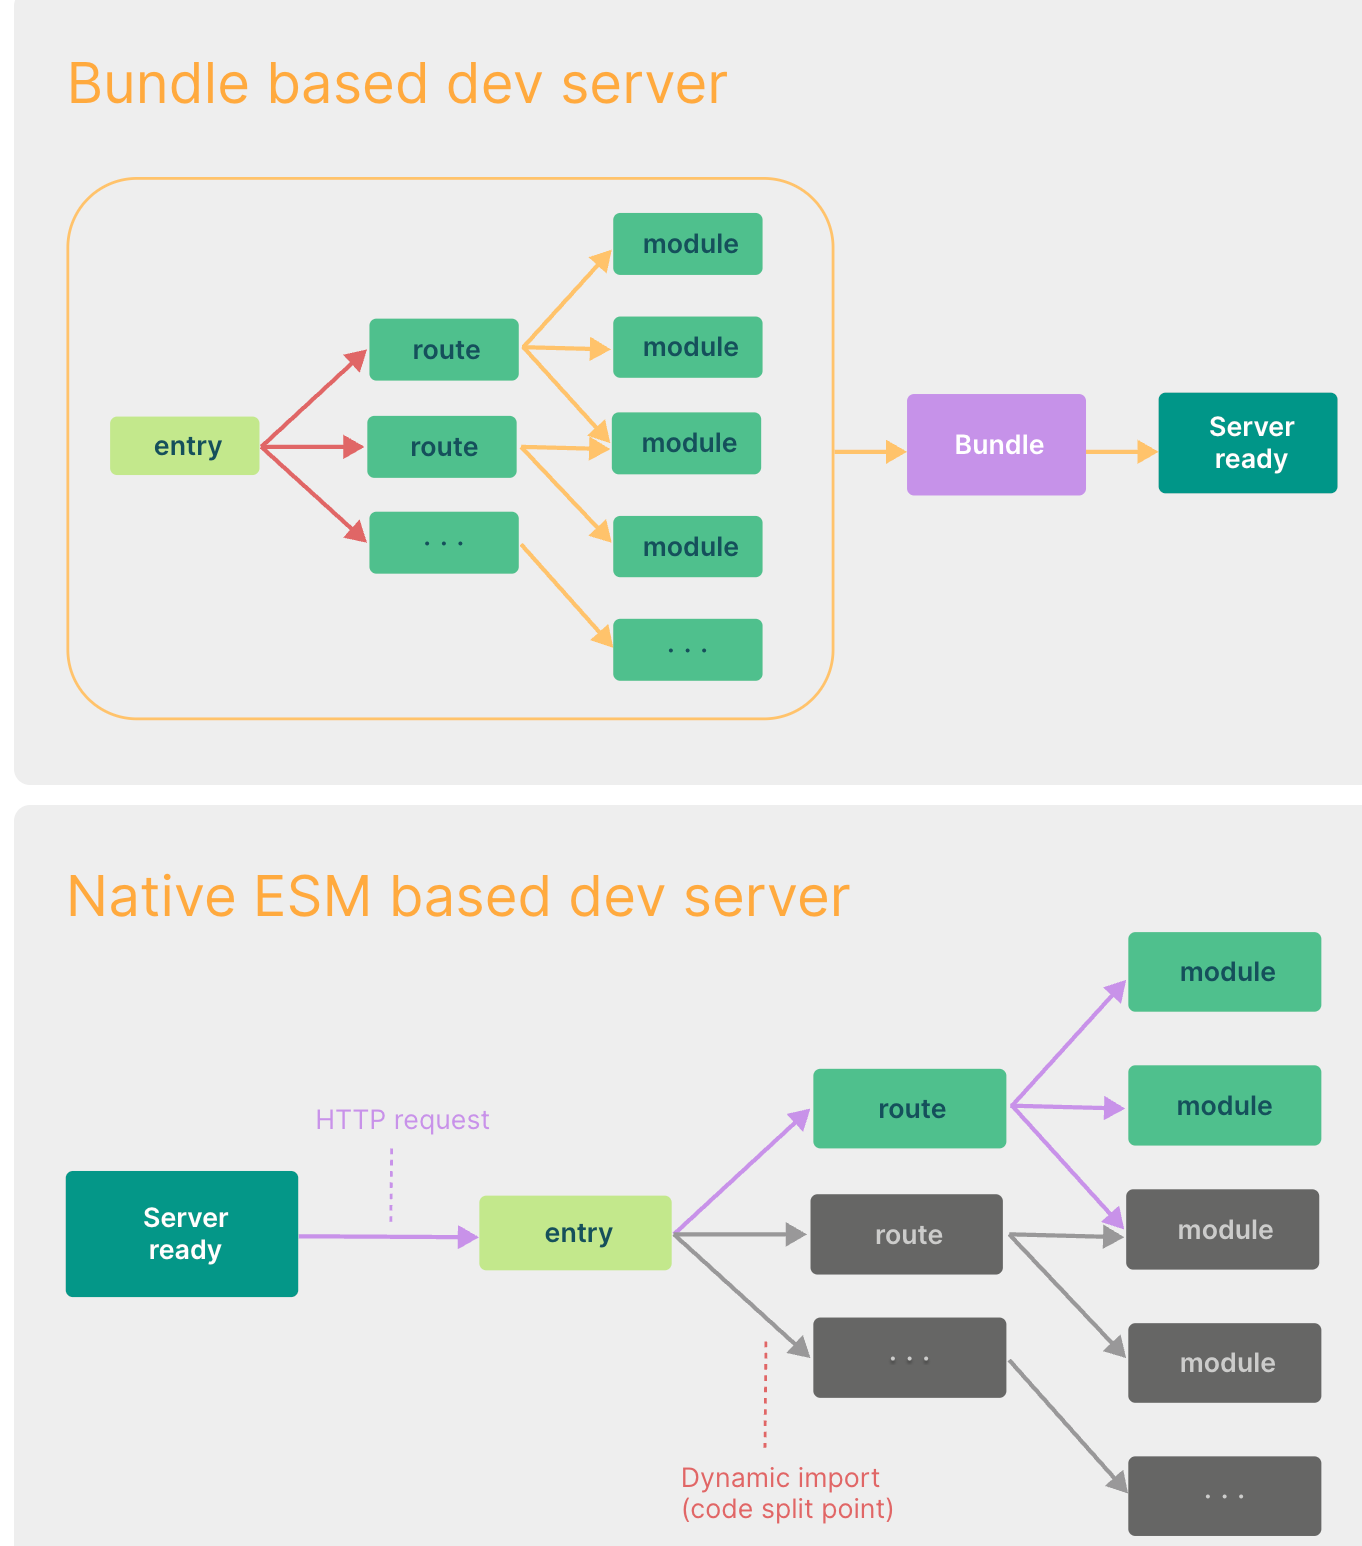 Bundle based dev server
module
module
route
entry
route
module
Bundle
Server
ready
· · ·
module
· · ·
Native ESM based dev server
module
HTTP request
route
module
Server
ready
entry
route
module
· · ·
module
Dynamic import
(code split point)
· · ·